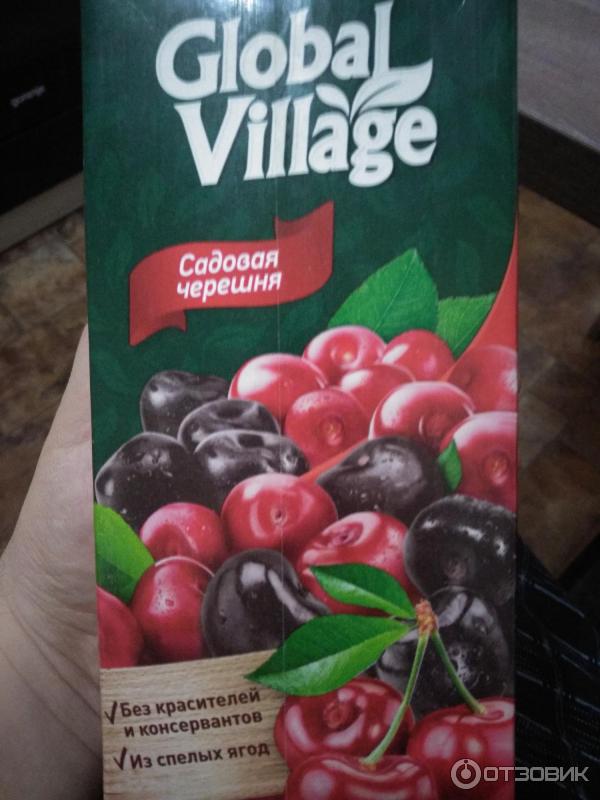 Global
Village
Садовая
черешня
Без красителей
и консервантов
Из спелых ягод
ОТЗОВИК